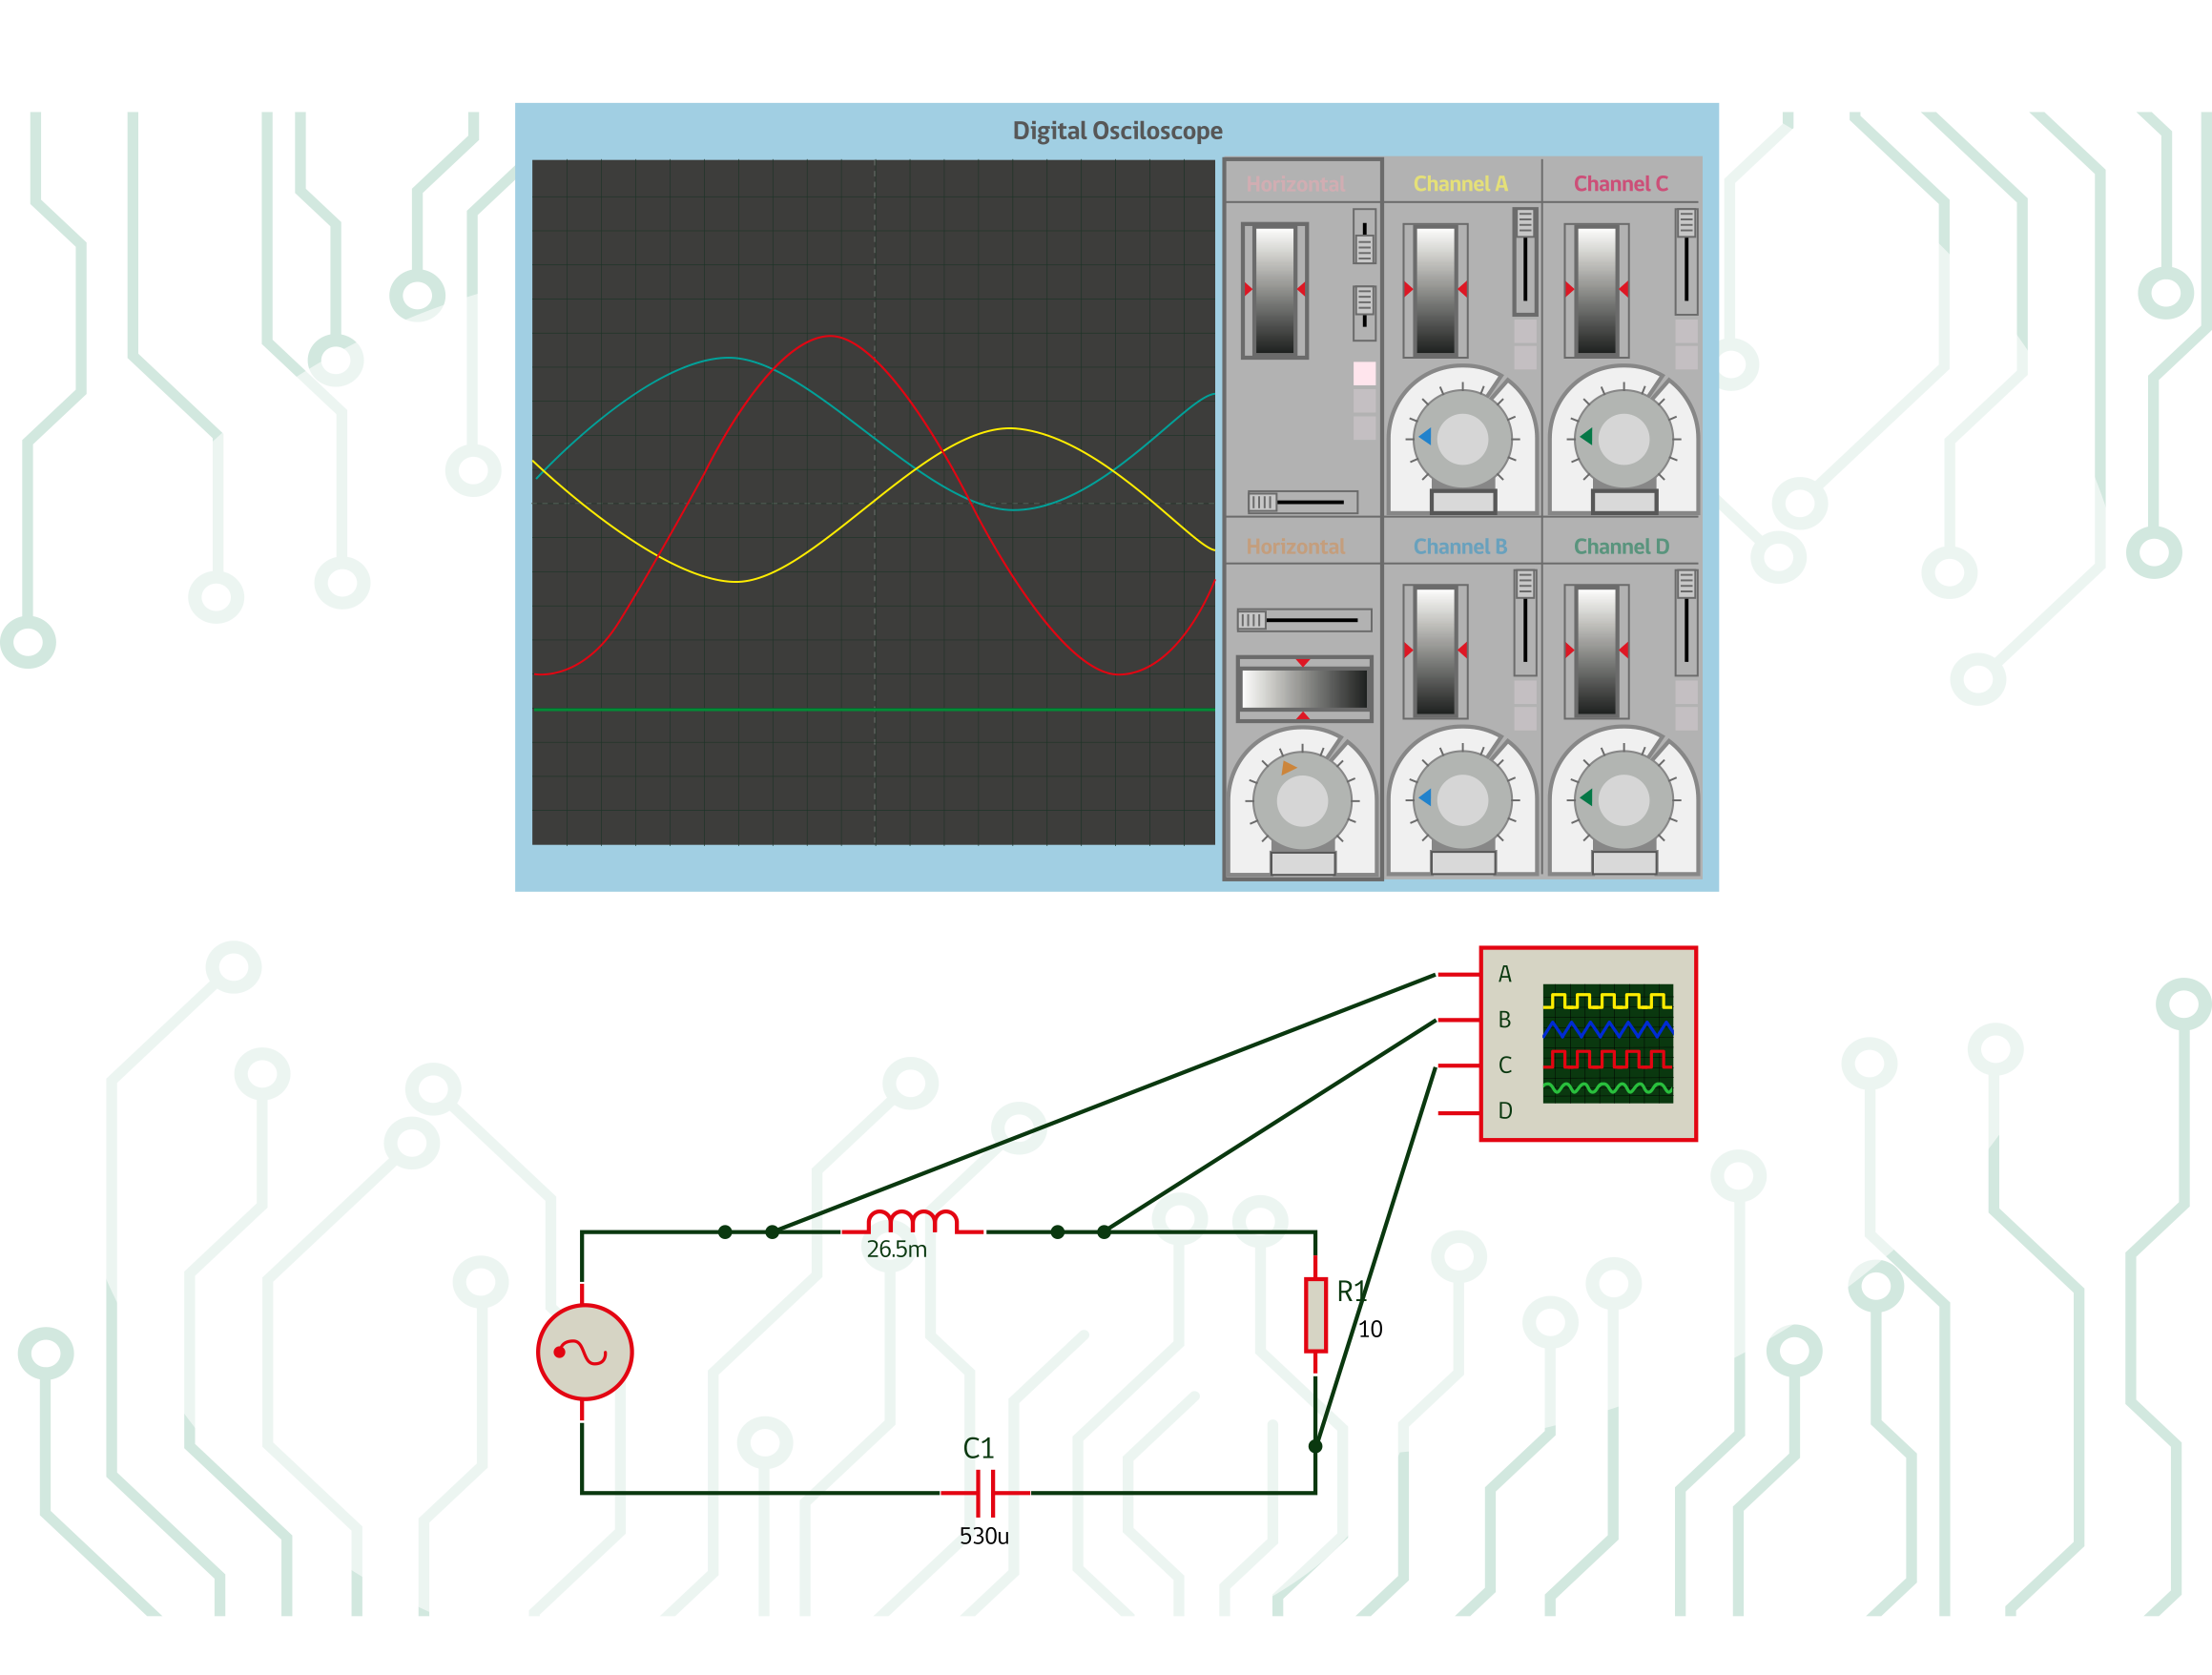 Digital Osciloscope
Horizontal
Channel A
Channel C
Horizontal
Channel B
Channel D
A
B
C
D
26.5m
R1
10
C1
530u